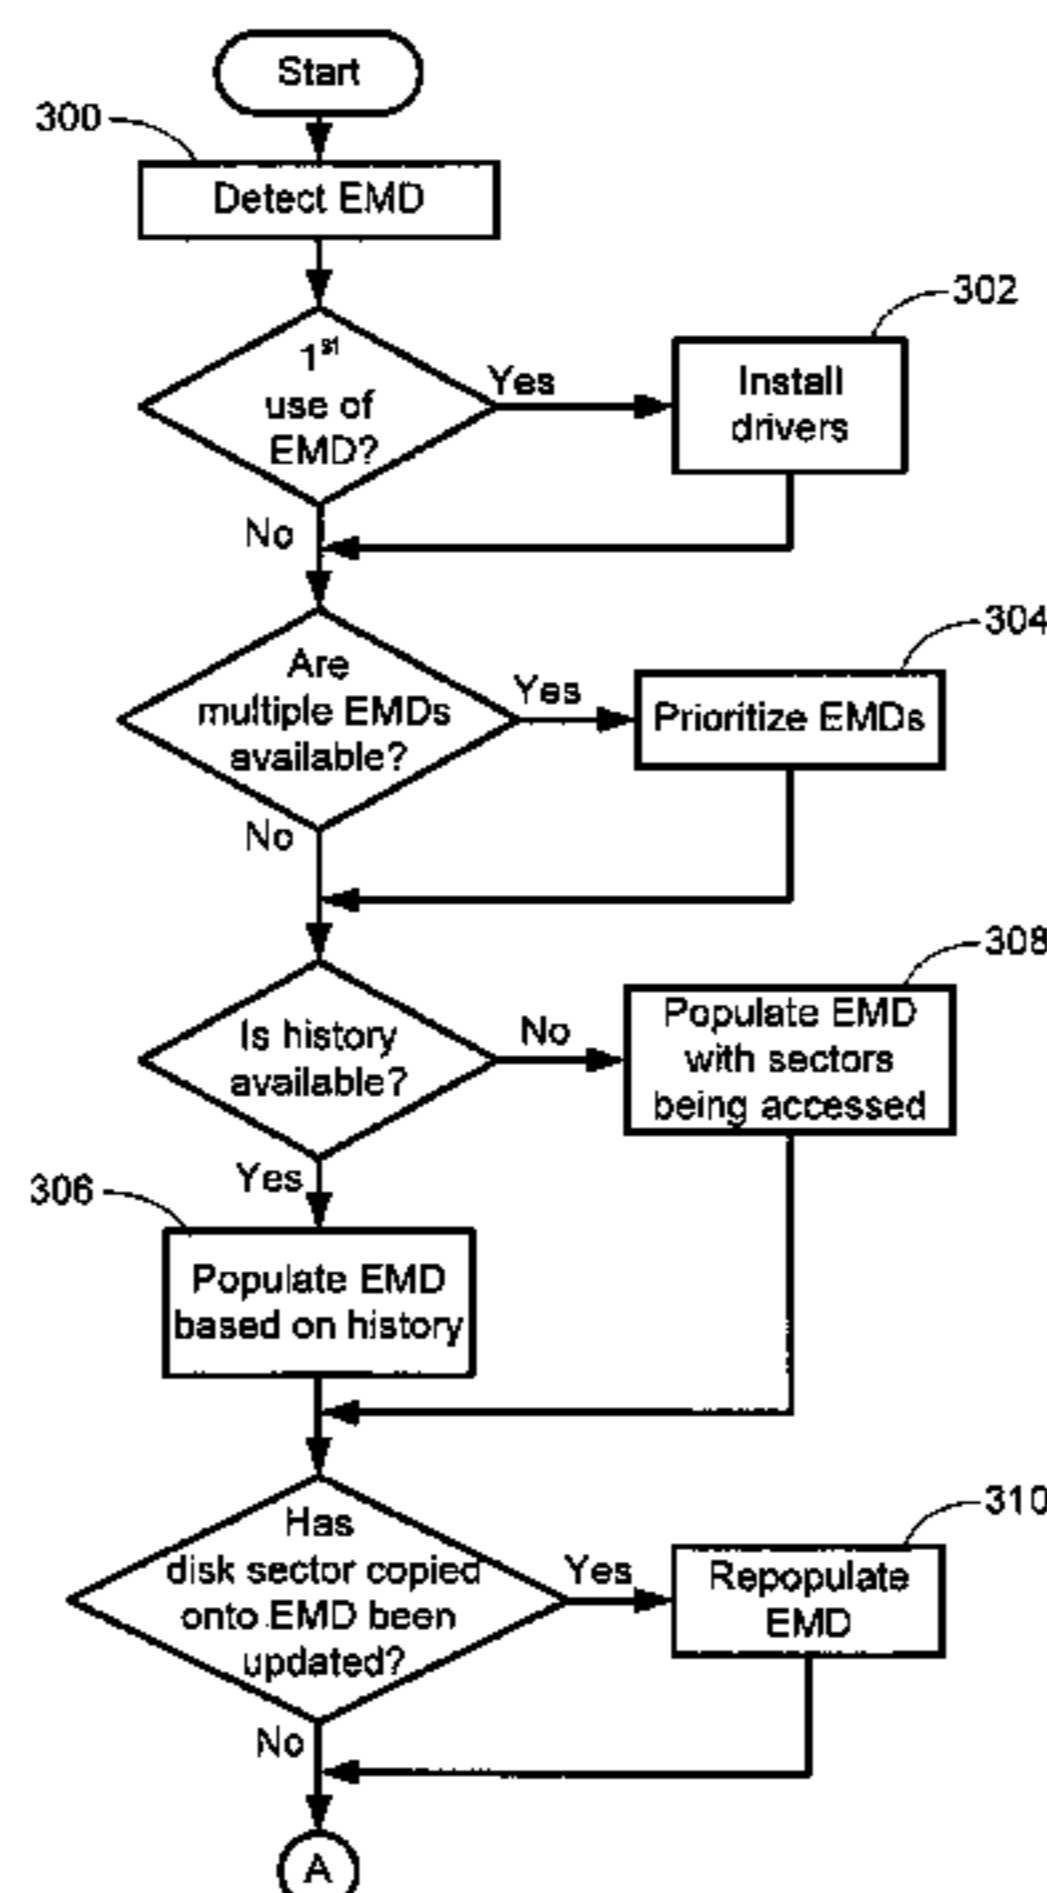 Start
300
Detect EMD
302
1st
use of
EMD?
Yes
Install
drivers
No
304
Are
multiple EMDs
available?
Yes
Prioritize EMDs
No
308
Is history
available?
No
Populate EMD
with sectors
being accessed
Yes
306
Populate EMD
based on history
310
Has
disk sector copied
onto EMD been
updated?
Yes
Repopulate
EMD
No
A